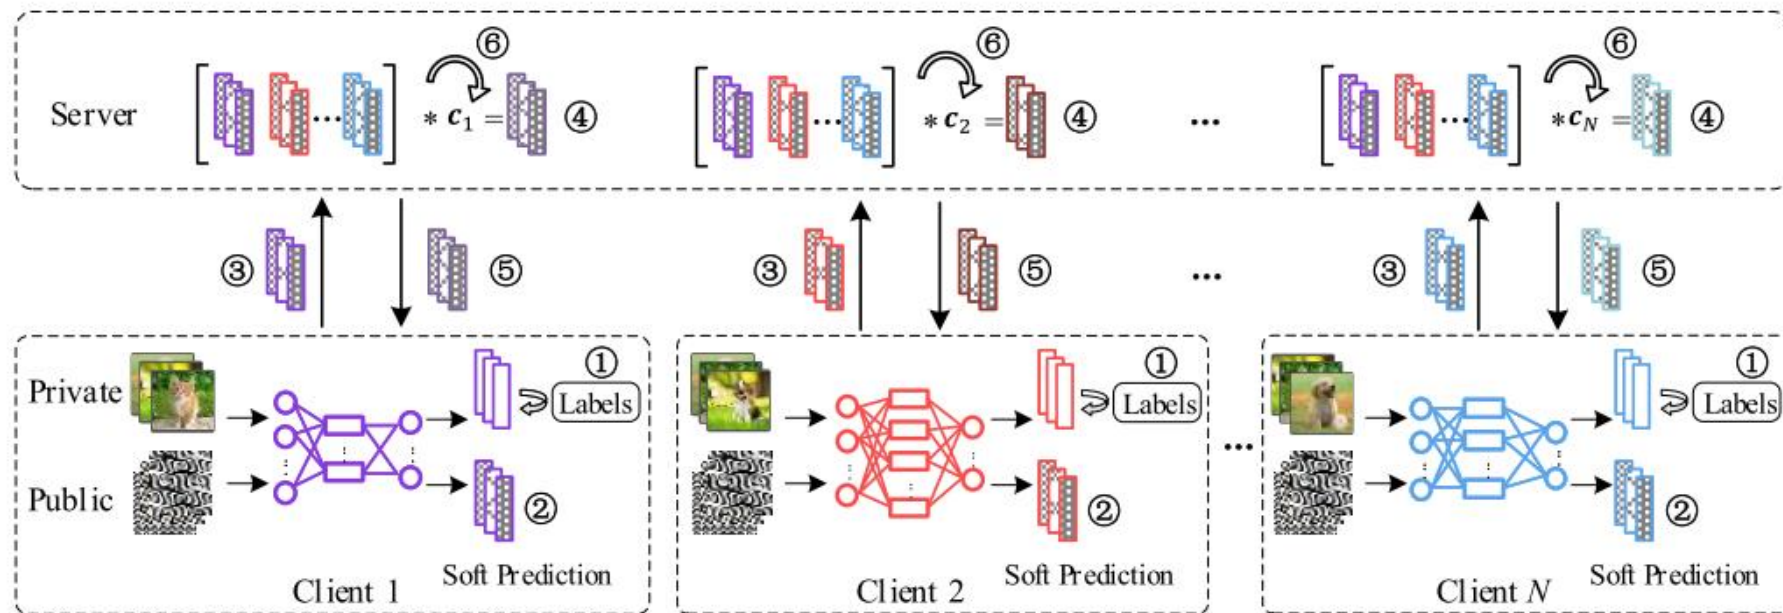 ⑥ ⑥ ⑥
Server [ ... ] * c₁ = ④ [ ... ] * c₂ = ④ ... [ ... ] * c_N = ④
③ ⑤ ③ ⑤ ... ③ ⑤
① ① ①
Private Labels Labels Labels
...
Public ② ② ②
Soft Prediction Soft Prediction Soft Prediction
Client 1 Client 2 Client N